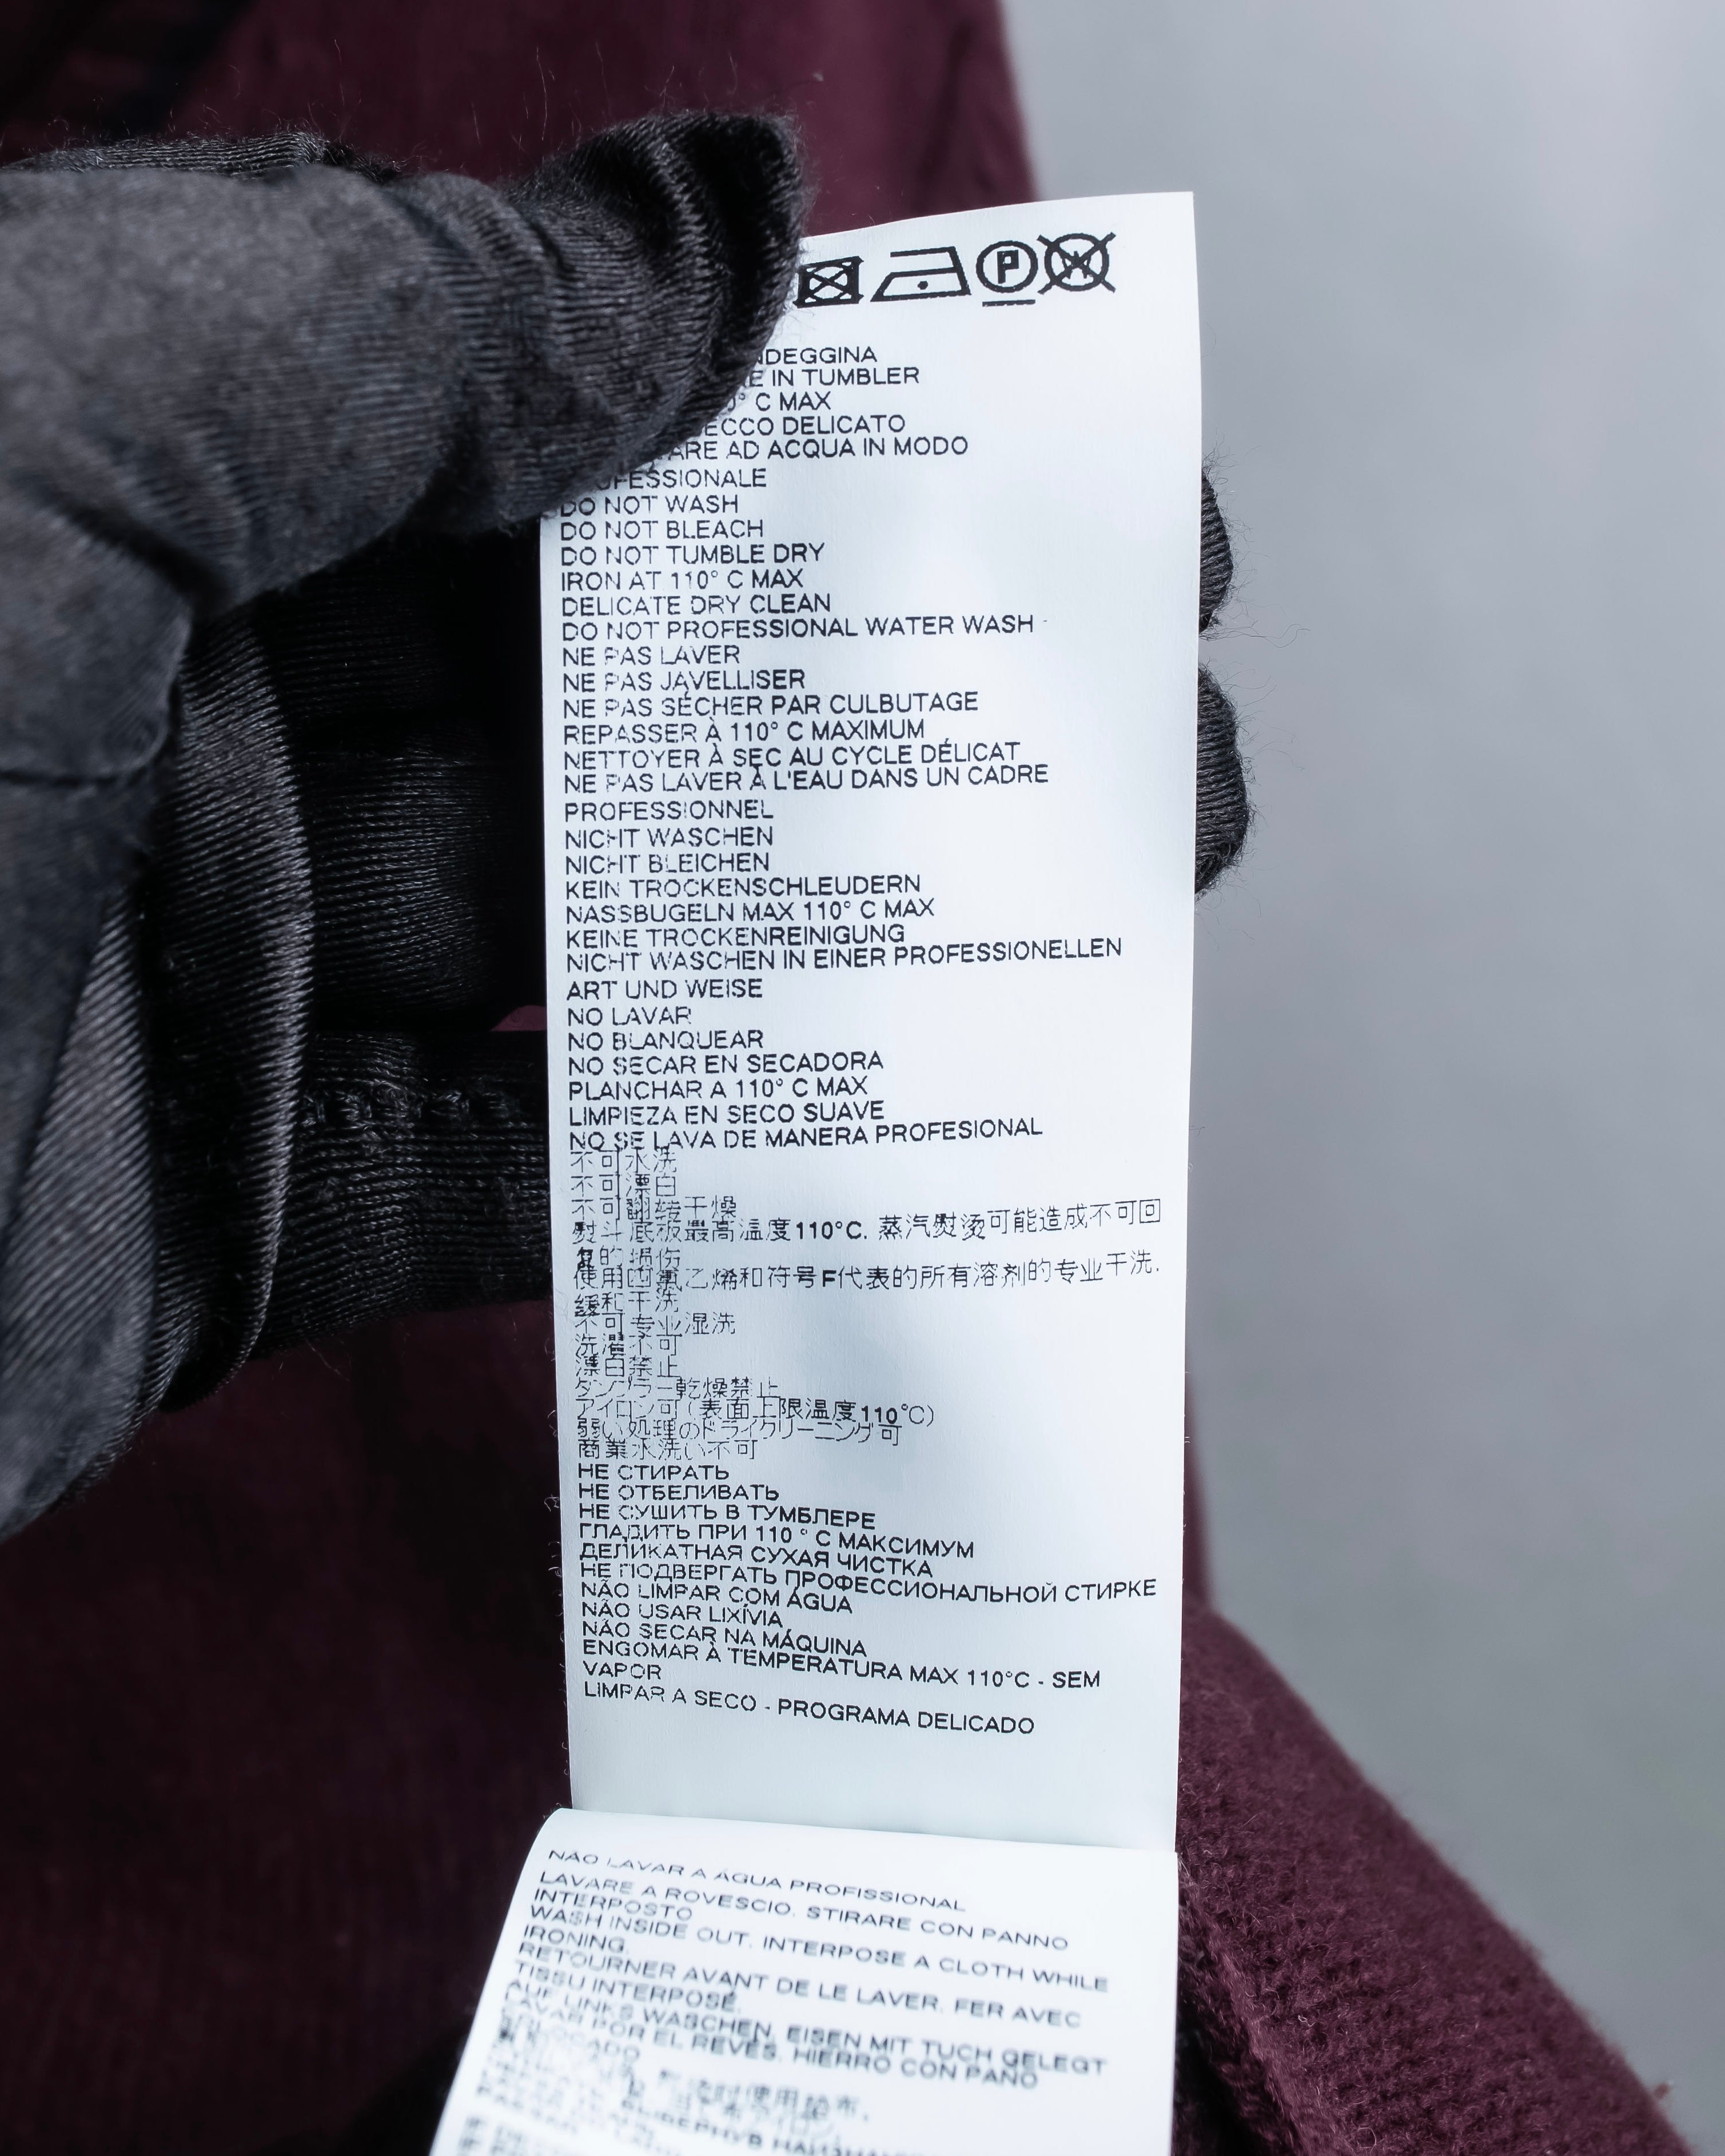 P
W
NDEGGINA
E IN TUMBLER
0° C MAX
ECCO DELICATO
ARE AD ACQUA IN MODO
OFESSIONALE
DO NOT WASH
DO NOT BLEACH
DO NOT TUMBLE DRY
IRON AT 110° C MAX
DELICATE DRY CLEAN
DO NOT PROFESSIONAL WATER WASH
NE PAS LAVER
NE PAS JAVELLISER
NE PAS SÉCHER PAR CULBUTAGE
REPASSER À 110° C MAXIMUM
NETTOYER À SEC AU CYCLE DÉLICAT
NE PAS LAVER À L'EAU DANS UN CADRE
PROFESSIONNEL
NICHT WASCHEN
NICHT BLEICHEN
KEIN TROCKENSCHLEUDERN
NASSBUGELN MAX 110° C MAX
KEINE TROCKENREINIGUNG
NICHT WASCHEN IN EINER PROFESSIONELLEN
ART UND WEISE
NO LAVAR
NO BLANQUEAR
NO SECAR EN SECADORA
PLANCHAR A 110° C MAX
LIMPIEZA EN SECO SUAVE
NO SE LAVA DE MANERA PROFESIONAL
不可水洗
不可漂白
不可翻转干燥
熨斗底板最高温度110°C. 蒸汽熨烫可能造成不可回
复的损伤
使用四氯乙烯和符号F代表的所有溶剂的专业干洗.
缓和干洗
不可专业湿洗
洗濯不可
漂白禁止
タンブラー乾燥禁止
アイロン可(表面上限温度110°C)
弱い処理のドライクリーニング可
商業水洗い不可
НЕ СТИРАТЬ
НЕ ОТБЕЛИВАТЬ
НЕ СУШИТЬ В ТУМБЛЕРЕ
ГЛАДИТЬ ПРИ 110 ° С МАКСИМУМ
ДЕЛИКАТНАЯ СУХАЯ ЧИСТКА
НЕ ПОДВЕРГАТЬ ПРОФЕССИОНАЛЬНОЙ СТИРКЕ
NÃO LIMPAR COM ÁGUA
NÃO USAR LIXÍVIA
NÃO SECAR NA MÁQUINA
ENGOMAR À TEMPERATURA MAX 110°C - SEM
VAPOR
LIMPAR A SECO - PROGRAMA DELICADO
NÃO LAVAR A ÁGUA PROFISSIONAL
LAVARE A ROVESCIO. STIRARE CON PANNO
INTERPOSTO
WASH INSIDE OUT. INTERPOSE A CLOTH WHILE
IRONING.
RETOURNER AVANT DE LE LAVER. FER AVEC
TISSU INTERPOSÉ.
AUF LINKS WASCHEN. EISEN MIT TUCH GELEGT
LAVAR POR EL REVÉS. HIERRO CON PAÑO